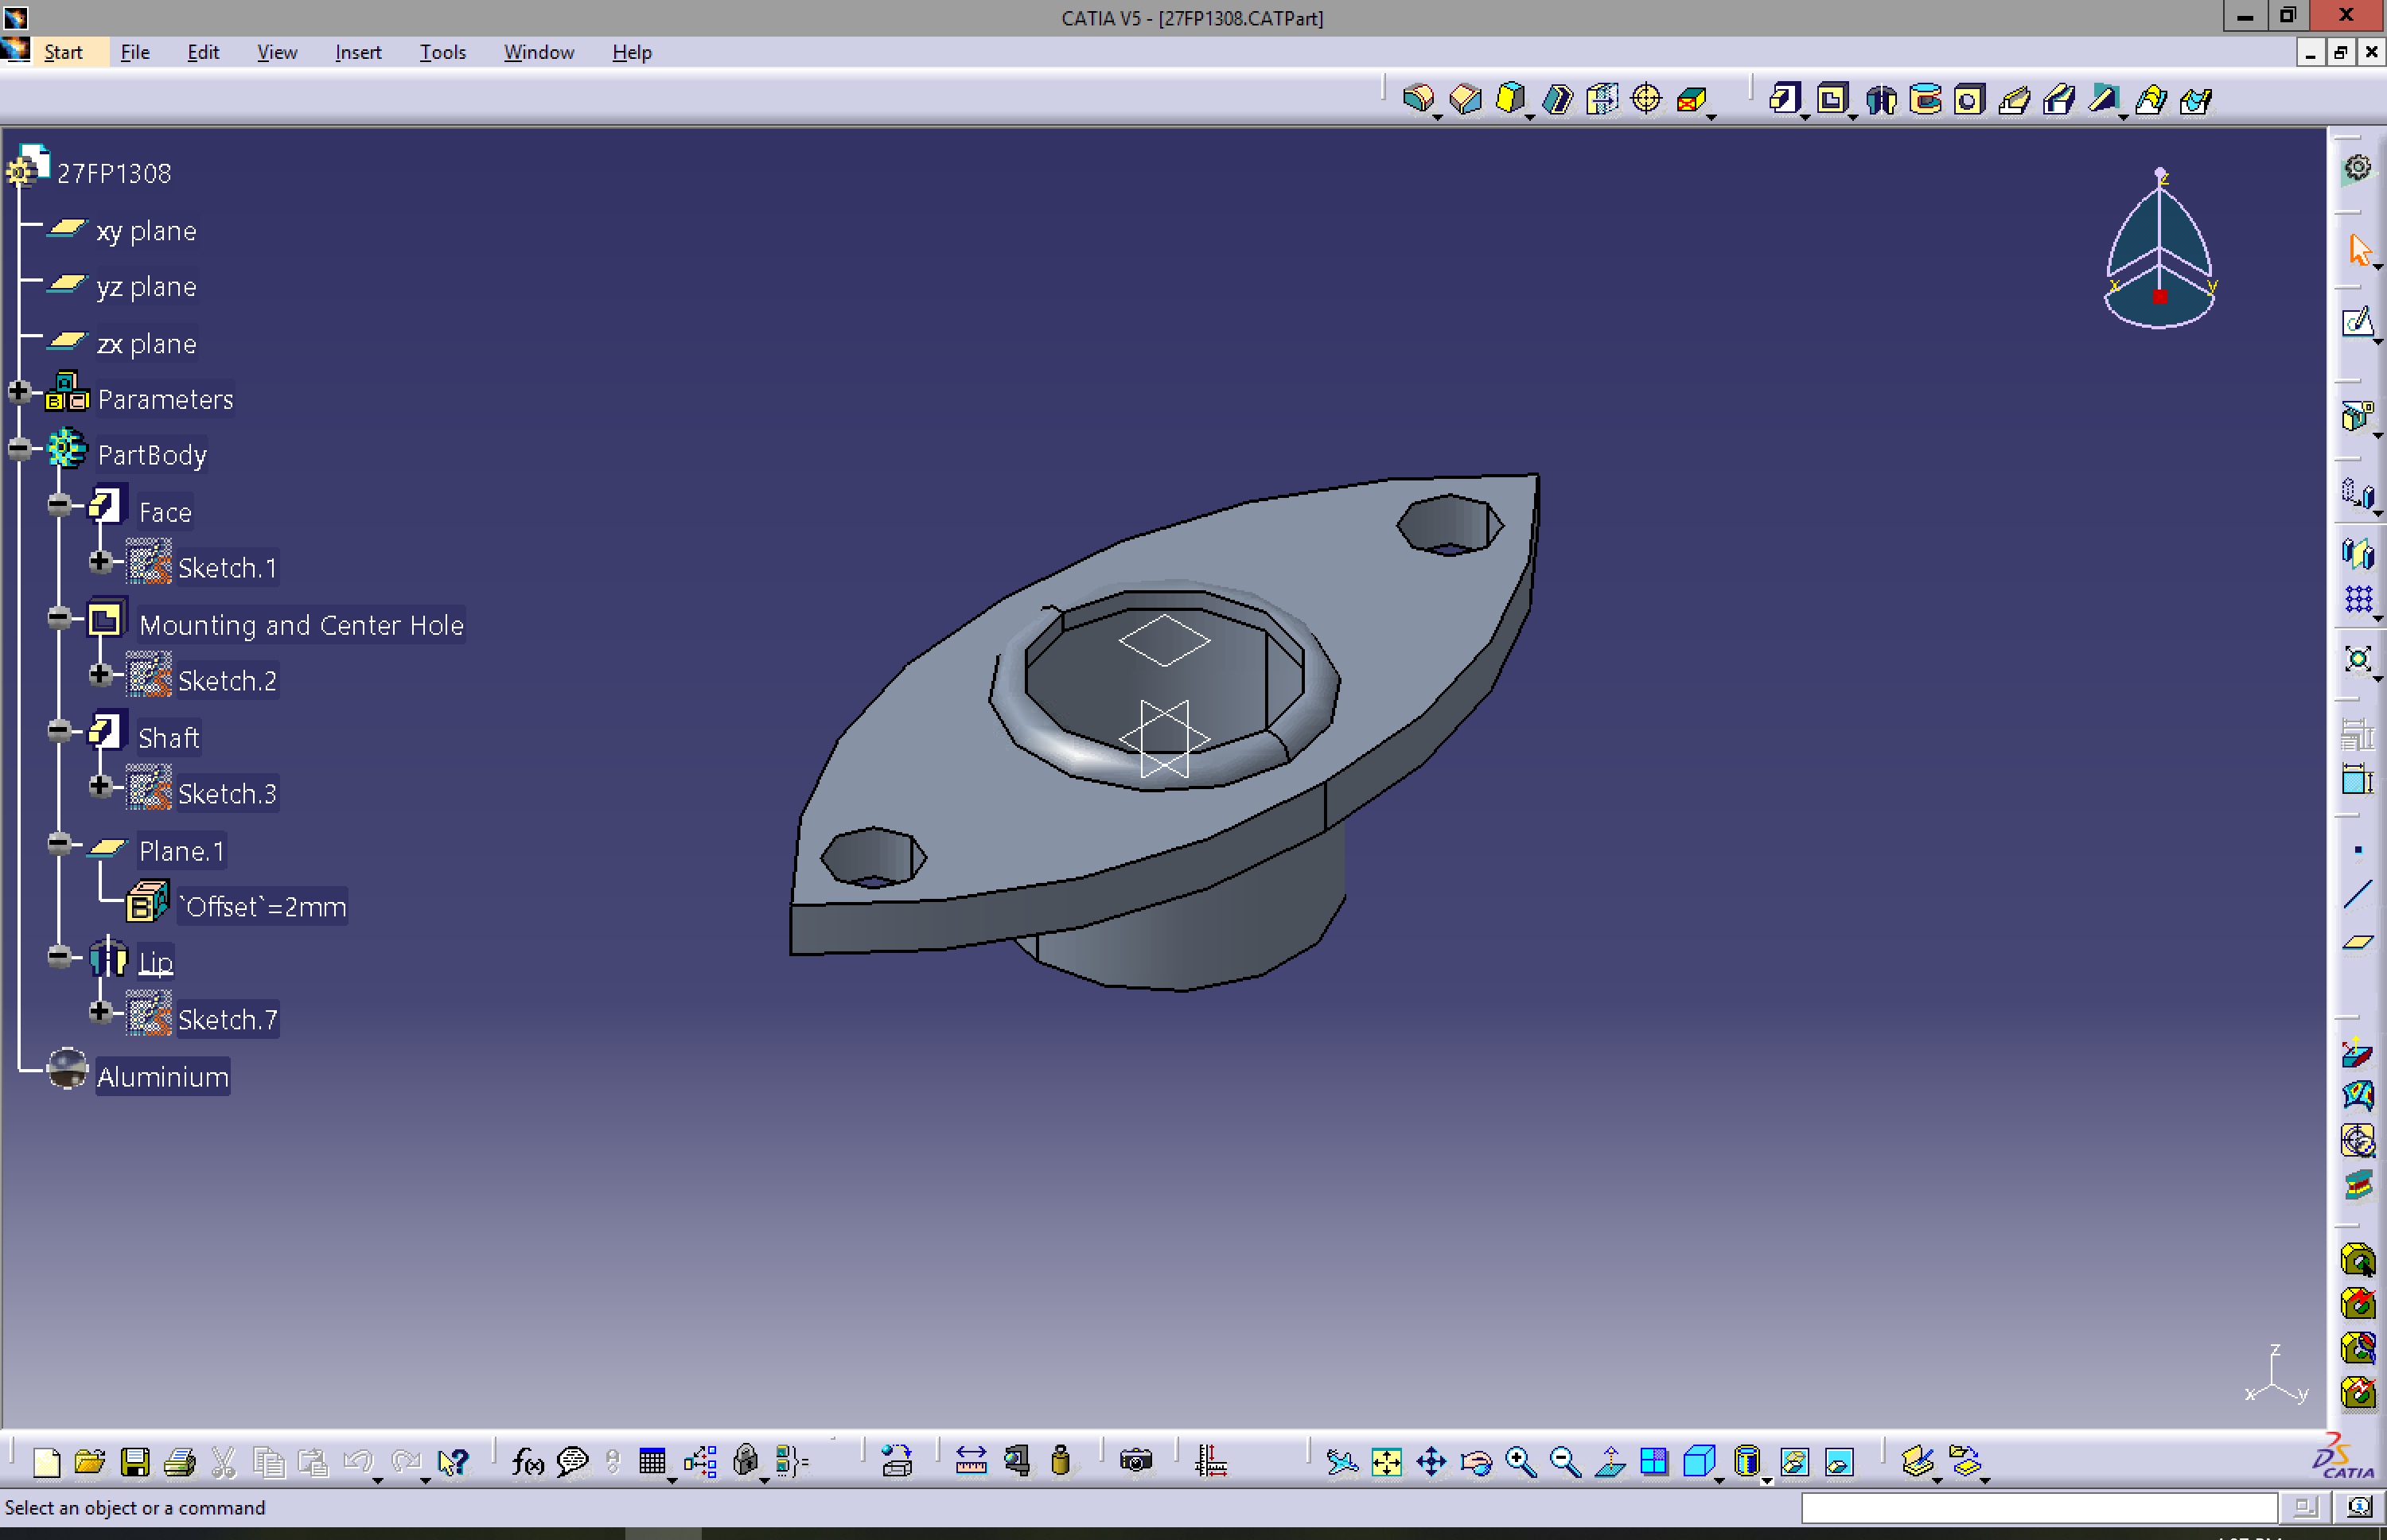 CATIA V5 - [27FP1308.CATPart]
Start File Edit View Insert Tools Window Help
27FP1308
xy plane
yz plane
zx plane
Parameters
PartBody
Face
Sketch.1
Mounting and Center Hole
Sketch.2
Shaft
Sketch.3
Plane.1
`Offset`=2mm
Lip
Sketch.7
Aluminium
z
x y
z
x y
f(x)
DS
CATIA
Select an object or a command